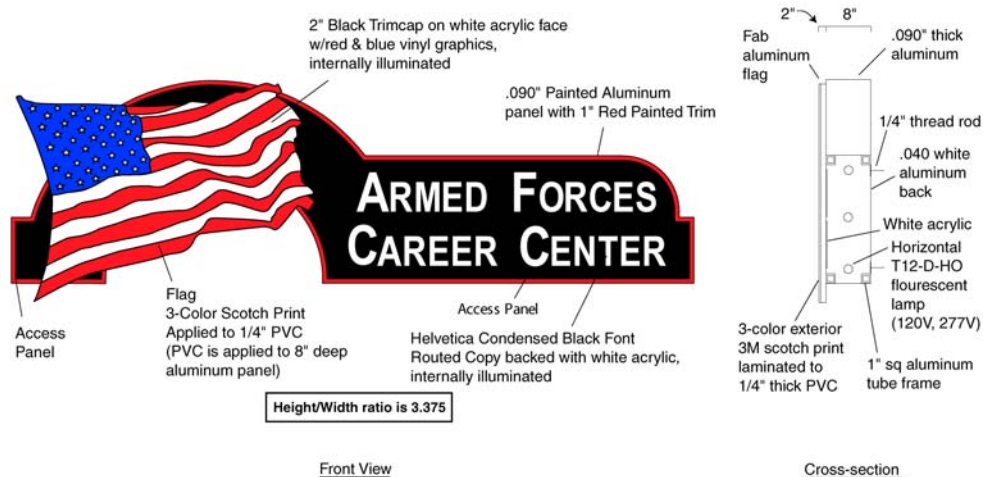 2" Black Trimcap on white acrylic face
w/red & blue vinyl graphics,
internally illuminated
.090" Painted Aluminum
panel with 1" Red Painted Trim
ARMED FORCES
CAREER CENTER
Access
Panel
Flag
3-Color Scotch Print
Applied to 1/4" PVC
(PVC is applied to 8" deep
aluminum panel)
Access Panel
Helvetica Condensed Black Font
Routed Copy backed with white acrylic,
internally illuminated
Height/Width ratio is 3.375
Front View
2" 8"
Fab
aluminum
flag
.090" thick
aluminum
1/4" thread rod
.040 white
aluminum
back
White acrylic
Horizontal
T12-D-HO
flourescent
lamp
(120V, 277V)
3-color exterior
3M scotch print
laminated to
1/4" thick PVC
1" sq aluminum
tube frame
Cross-section